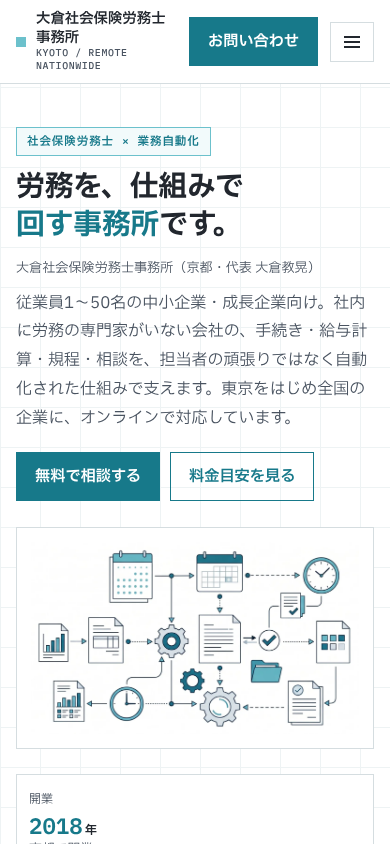 大倉社会保険労務士
事務所
KYOTO / REMOTE
NATIONWIDE
お問い合わせ
社会保険労務士 × 業務自動化
労務を、仕組みで
回す事務所です。
大倉社会保険労務士事務所（京都・代表 大倉教晃）
従業員1〜50名の中小企業・成長企業向け。社内
に労務の専門家がいない会社の、手続き・給与計
算・規程・相談を、担当者の頑張りではなく自動
化された仕組みで支えます。東京をはじめ全国の
企業に、オンラインで対応しています。
無料で相談する
料金目安を見る
開業
2018年